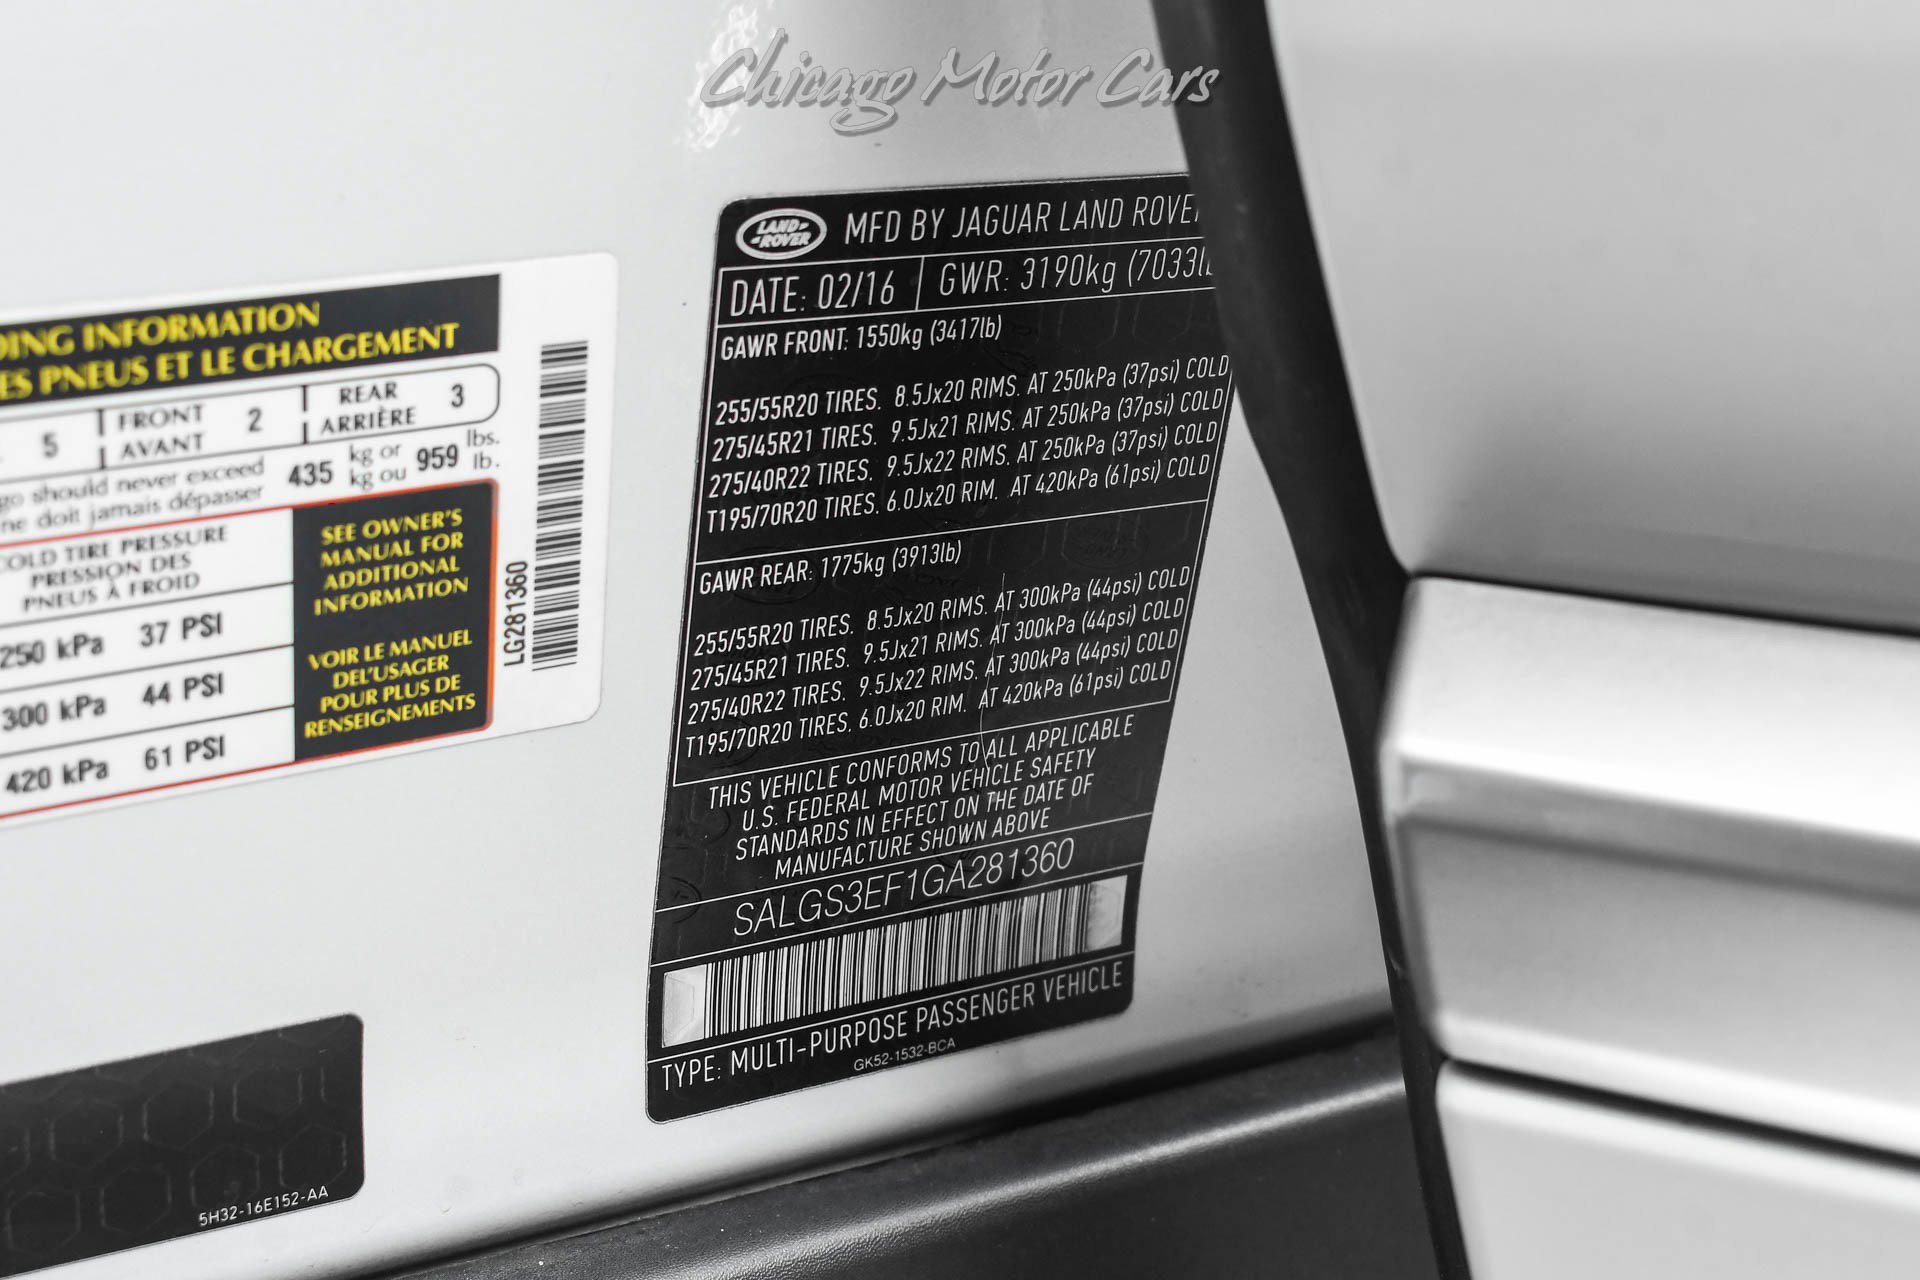 Chicago Motor Cars
LAND ROVER
MFD BY JAGUAR LAND
DATE: 02/16 GWR: 3190kg
GAWR FRONT: 1550kg (3417lb)
255/55R20 TIRES. 8.5Jx20 RIMS. AT 250kPa (37psi) COLD
275/45R21 TIRES. 9.5Jx21 RIMS. AT 250kPa (37psi) COLD
275/40R22 TIRES. 9.5Jx22 RIMS. AT 250kPa (37psi) COLD
T195/70R20 TIRES. 6.0Jx20 RIM. AT 420kPa (61psi) COLD
GAWR REAR: 1775kg (3913lb)
255/55R20 TIRES. 8.5Jx20 RIMS. AT 300kPa (44psi) COLD
275/45R21 TIRES. 9.5Jx21 RIMS. AT 300kPa (44psi) COLD
275/40R22 TIRES. 9.5Jx22 RIMS. AT 300kPa (44psi) COLD
T195/70R20 TIRES. 6.0Jx20 RIM. AT 420kPa (61psi) COLD
THIS VEHICLE CONFORMS TO ALL APPLICABLE
U.S. FEDERAL MOTOR VEHICLE SAFETY
STANDARDS IN EFFECT ON THE DATE OF
MANUFACTURE SHOWN ABOVE
SALGS3EF1GA281360
TYPE: MULTI-PURPOSE PASSENGER VEHICLE
GK52-1532-BCA
INFORMATION
PNEUS ET LE CHARGEMENT
5 FRONT 2 REAR 3
AVANT ARRIÈRE
should never exceed 435 kg or 959 lbs.
ne doit jamais dépasser kg ou lb.
COLD TIRE PRESSURE
PRESSION DES
PNEUS À FROID
250 kPa 37 PSI
300 kPa 44 PSI
420 kPa 61 PSI
SEE OWNER'S
MANUAL FOR
ADDITIONAL
INFORMATION
VOIR LE MANUEL
DEL'USAGER
POUR PLUS DE
RENSEIGNEMENTS
LG281360
5H32-16E152-AA